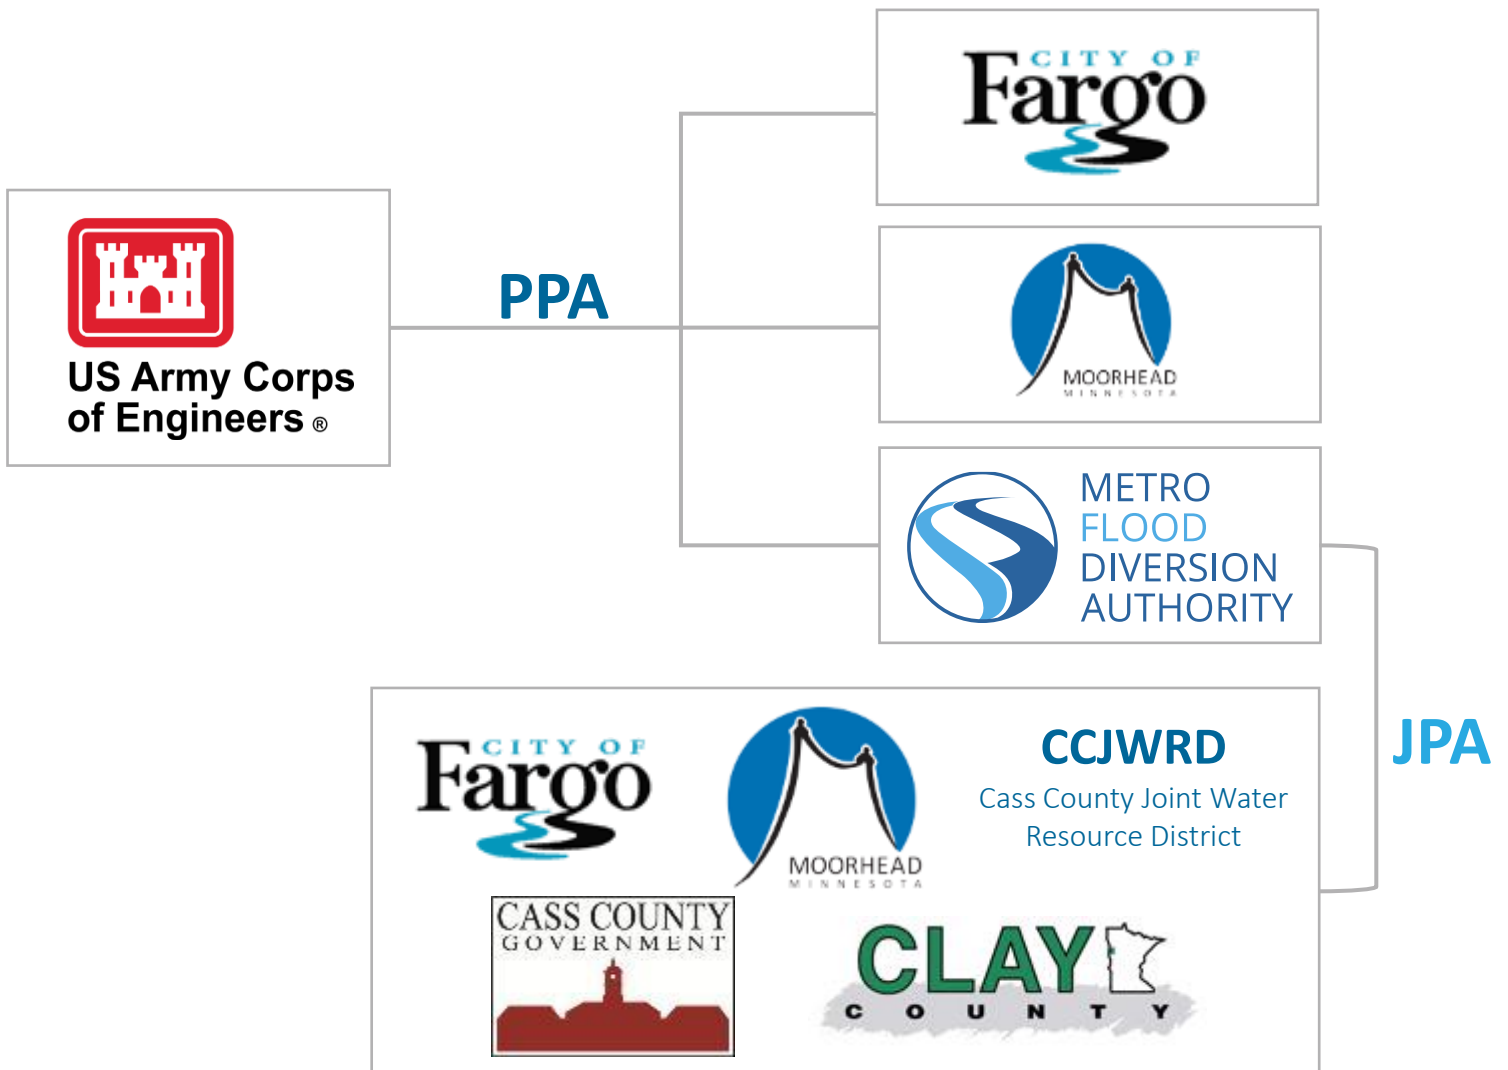 CITY OF
Fargo
US Army Corps
of Engineers ®
PPA
MOORHEAD
MINNESOTA
METRO
FLOOD
DIVERSION
AUTHORITY
JPA
CITY OF
Fargo
MOORHEAD
MINNESOTA
CCJWRD
Cass County Joint Water
Resource District
CASS COUNTY
GOVERNMENT
CLAY
COUNTY